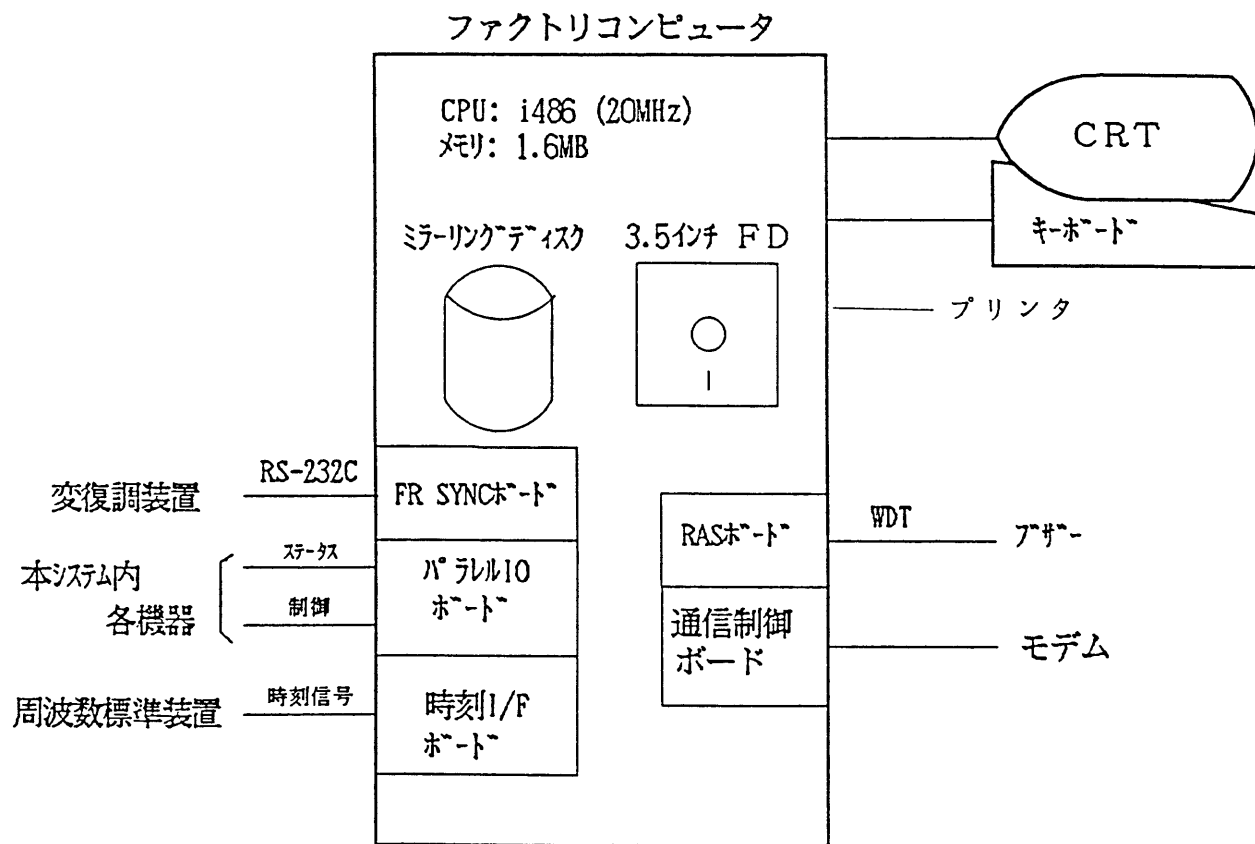 ファクトリコンピュータ
CPU: i486 (20MHz)
メモリ: 1.6MB
CRT
キーボード
ミラーリングディスク
3.5インチ FD
プリンタ
変復調装置
RS-232C
FR SYNCボード
本システム内
各機器
ステータス
制御
パラレルIO
ボード
周波数標準装置
時刻信号
時刻I/F
ボード
RASボード
WDT
ブザー
通信制御
ボード
モデム